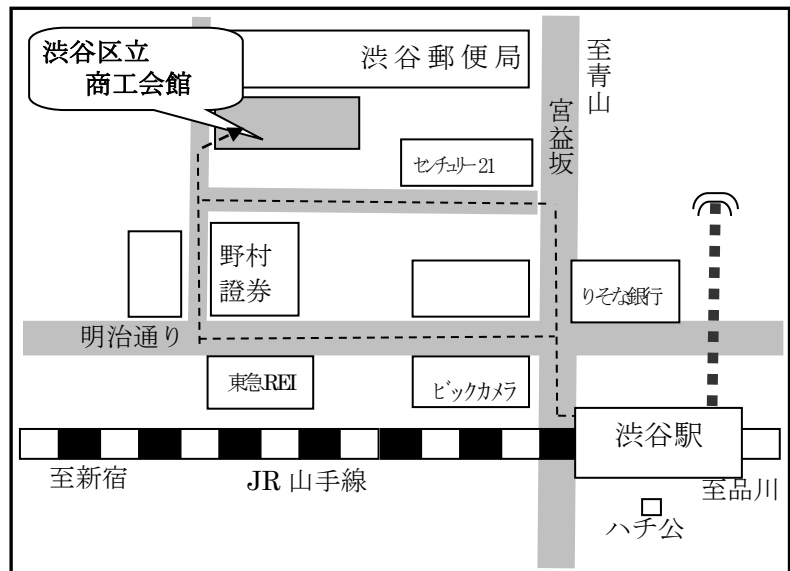 渋谷区立
商工会館
渋谷郵便局
至青山
宮益坂
センチュリー21
野村
證券
りそな銀行
明治通り
東急REI
ビックカメラ
渋谷駅
至新宿
JR 山手線
至品川
ハチ公